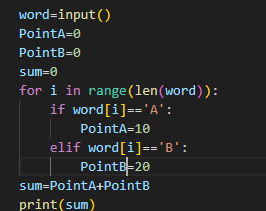 word=input()
PointA=0
PointB=0
sum=0
for i in range(len(word)):
    if word[i]=='A':
        PointA=10
    elif word[i]=='B':
        PointB=20
sum=PointA+PointB
print(sum)